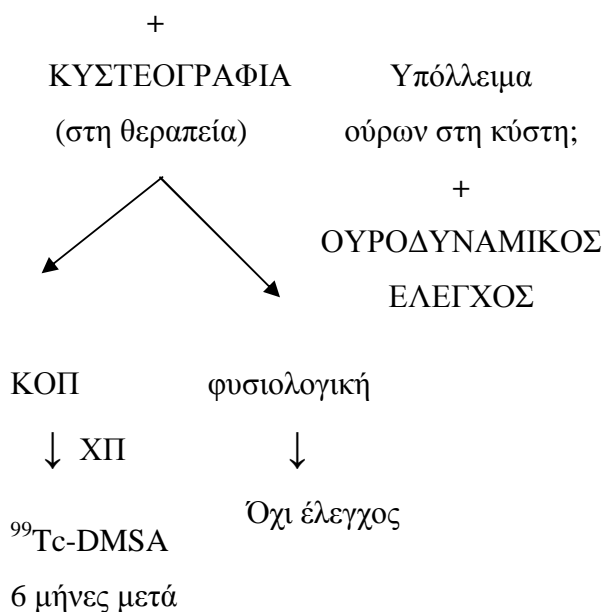 +
ΚΥΣΤΕΟΓΡΑΦΙΑ
(στη θεραπεία)
Υπόλλειμα
ούρων στη κύστη;
+
ΟΥΡΟΔΥΝΑΜΙΚΟΣ
ΕΛΕΓΧΟΣ
ΚΟΠ
↓ ΧΠ
⁹⁹Tc-DMSA
6 μήνες μετά
φυσιολογική
↓
Όχι έλεγχος